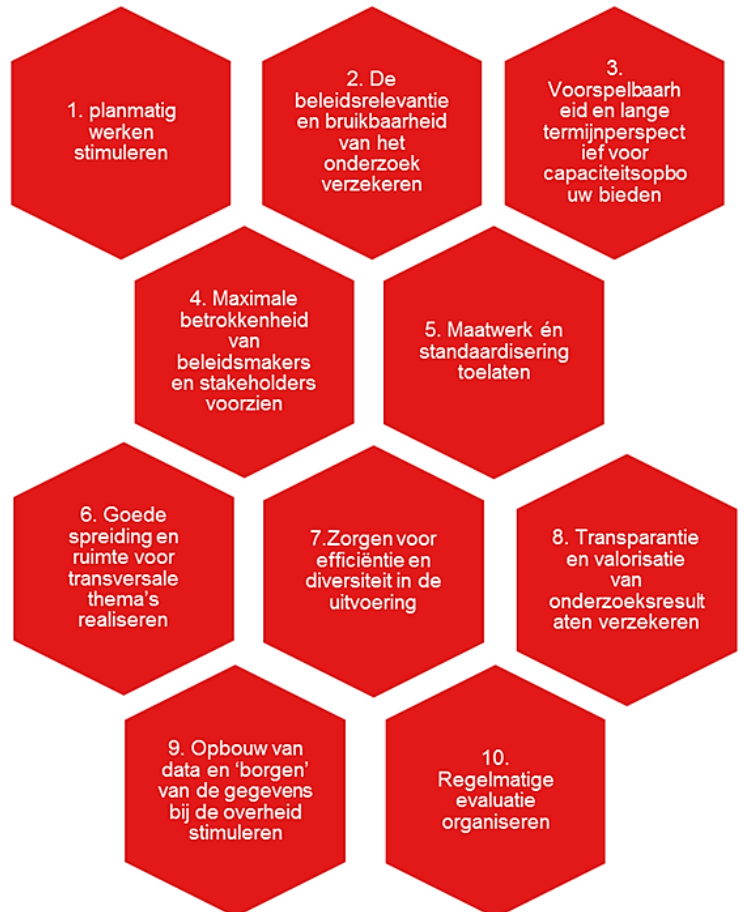 1. planmatig
werken
stimuleren
2. De
beleidsrelevantie
en bruikbaarheid
van het
onderzoek
verzekeren
3.
Voorspelbaarh
eid en lange
termijnperspect
ief voor
capaciteitsopbo
uw bieden
4. Maximale
betrokkenheid
van
beleidsmakers
en stakeholders
voorzien
5. Maatwerk én
standaardisering
toelaten
6. Goede
spreiding en
ruimte voor
transversale
thema's
realiseren
7.Zorgen voor
efficiëntie en
diversiteit in de
uitvoering
8. Transparantie
en valorisatie
van
onderzoeksresult
aten verzekeren
9. Opbouw van
data en ‘borgen’
van de gegevens
bij de overheid
stimuleren
10.
Regelmatige
evaluatie
organiseren